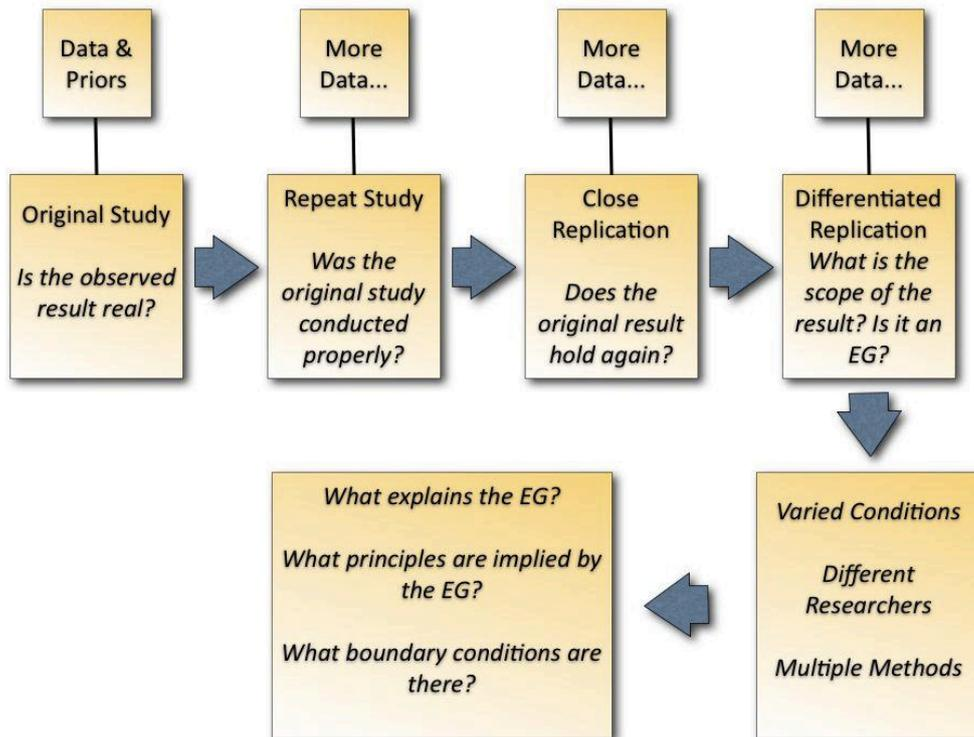 Data &
Priors
More
Data...
More
Data...
More
Data...
Original Study
Is the observed
result real?
Repeat Study
Was the
original study
conducted
properly?
Close
Replication
Does the
original result
hold again?
Differentiated
Replication
What is the
scope of the
result? Is it an
EG?
Varied Conditions
Different
Researchers
Multiple Methods
What explains the EG?
What principles are implied by
the EG?
What boundary conditions are
there?